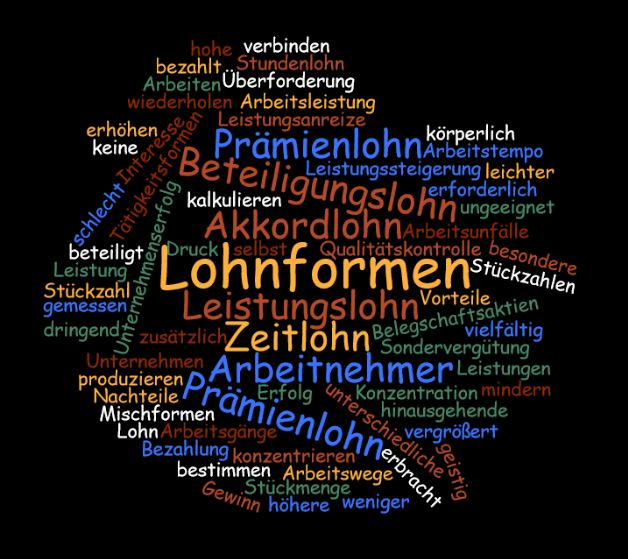 hohe verbinden
bezahlt Stundenlohn
Arbeiten Überforderung
wiederholen Arbeitsleistung
Leistungsanreize
erhöhen Interesse Prämienlohn körperlich
keine Tätigkeitsformen Arbeitstempo
Beteiligungslohn Leistungssteigerung leichter
schlecht kalkulieren erforderlich
Unternehmenserfolg ungeeignet
Akkordlohn Arbeitsunfälle
beteiligt Druck selbst Qualitätskontrolle besondere
Leistung Lohnformen Stückzahlen
Stückzahl Leistungslohn Vorteile
gemessen Belegschaftsaktien
dringend zusätzlich Zeitlohn vielfältig
Sondervergütung
Unternehmen Arbeitnehmer Leistungen
produzieren Prämienlohn Erfolg Konzentration mindern
Nachteile unterschiedliche
Mischformen hinausgehende
Lohn Arbeitsgänge vergrößert
Bezahlung konzentrieren erbracht geistig
bestimmen Arbeitswege
Gewinn Stückmenge
höhere weniger